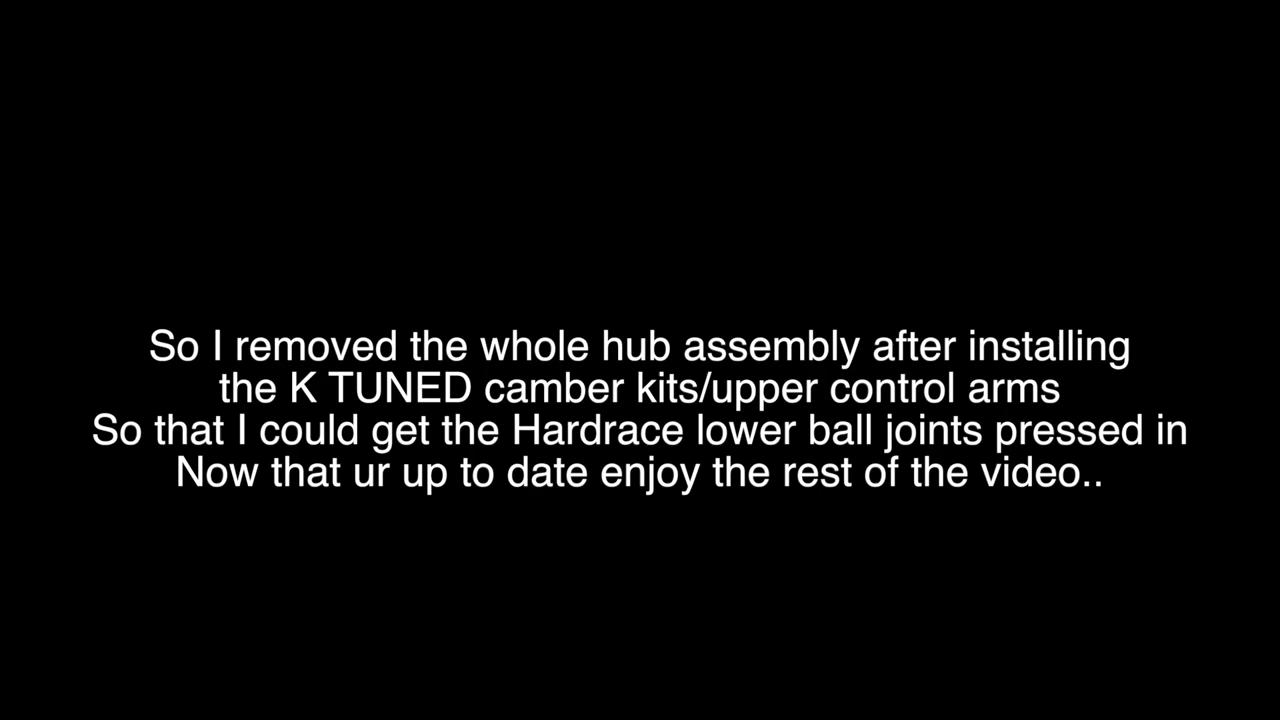 So I removed the whole hub assembly after installing
the K TUNED camber kits/upper control arms
So that I could get the Hardrace lower ball joints pressed in
Now that ur up to date enjoy the rest of the video..